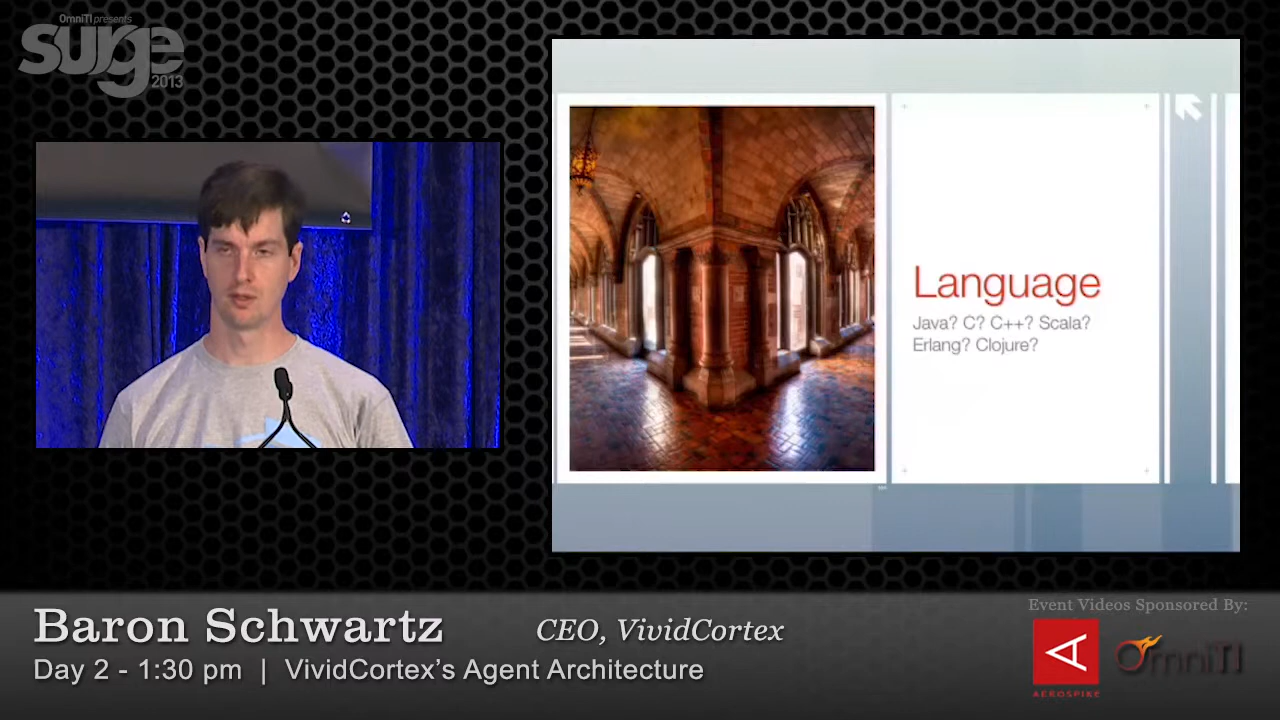 OmniTI presents
surge
2013
Language
Java? C? C++? Scala?
Erlang? Clojure?
Baron Schwartz
CEO, VividCortex
Day 2 - 1:30 pm | VividCortex's Agent Architecture
Event Videos Sponsored By:
AEROSPIKE
OmniTI